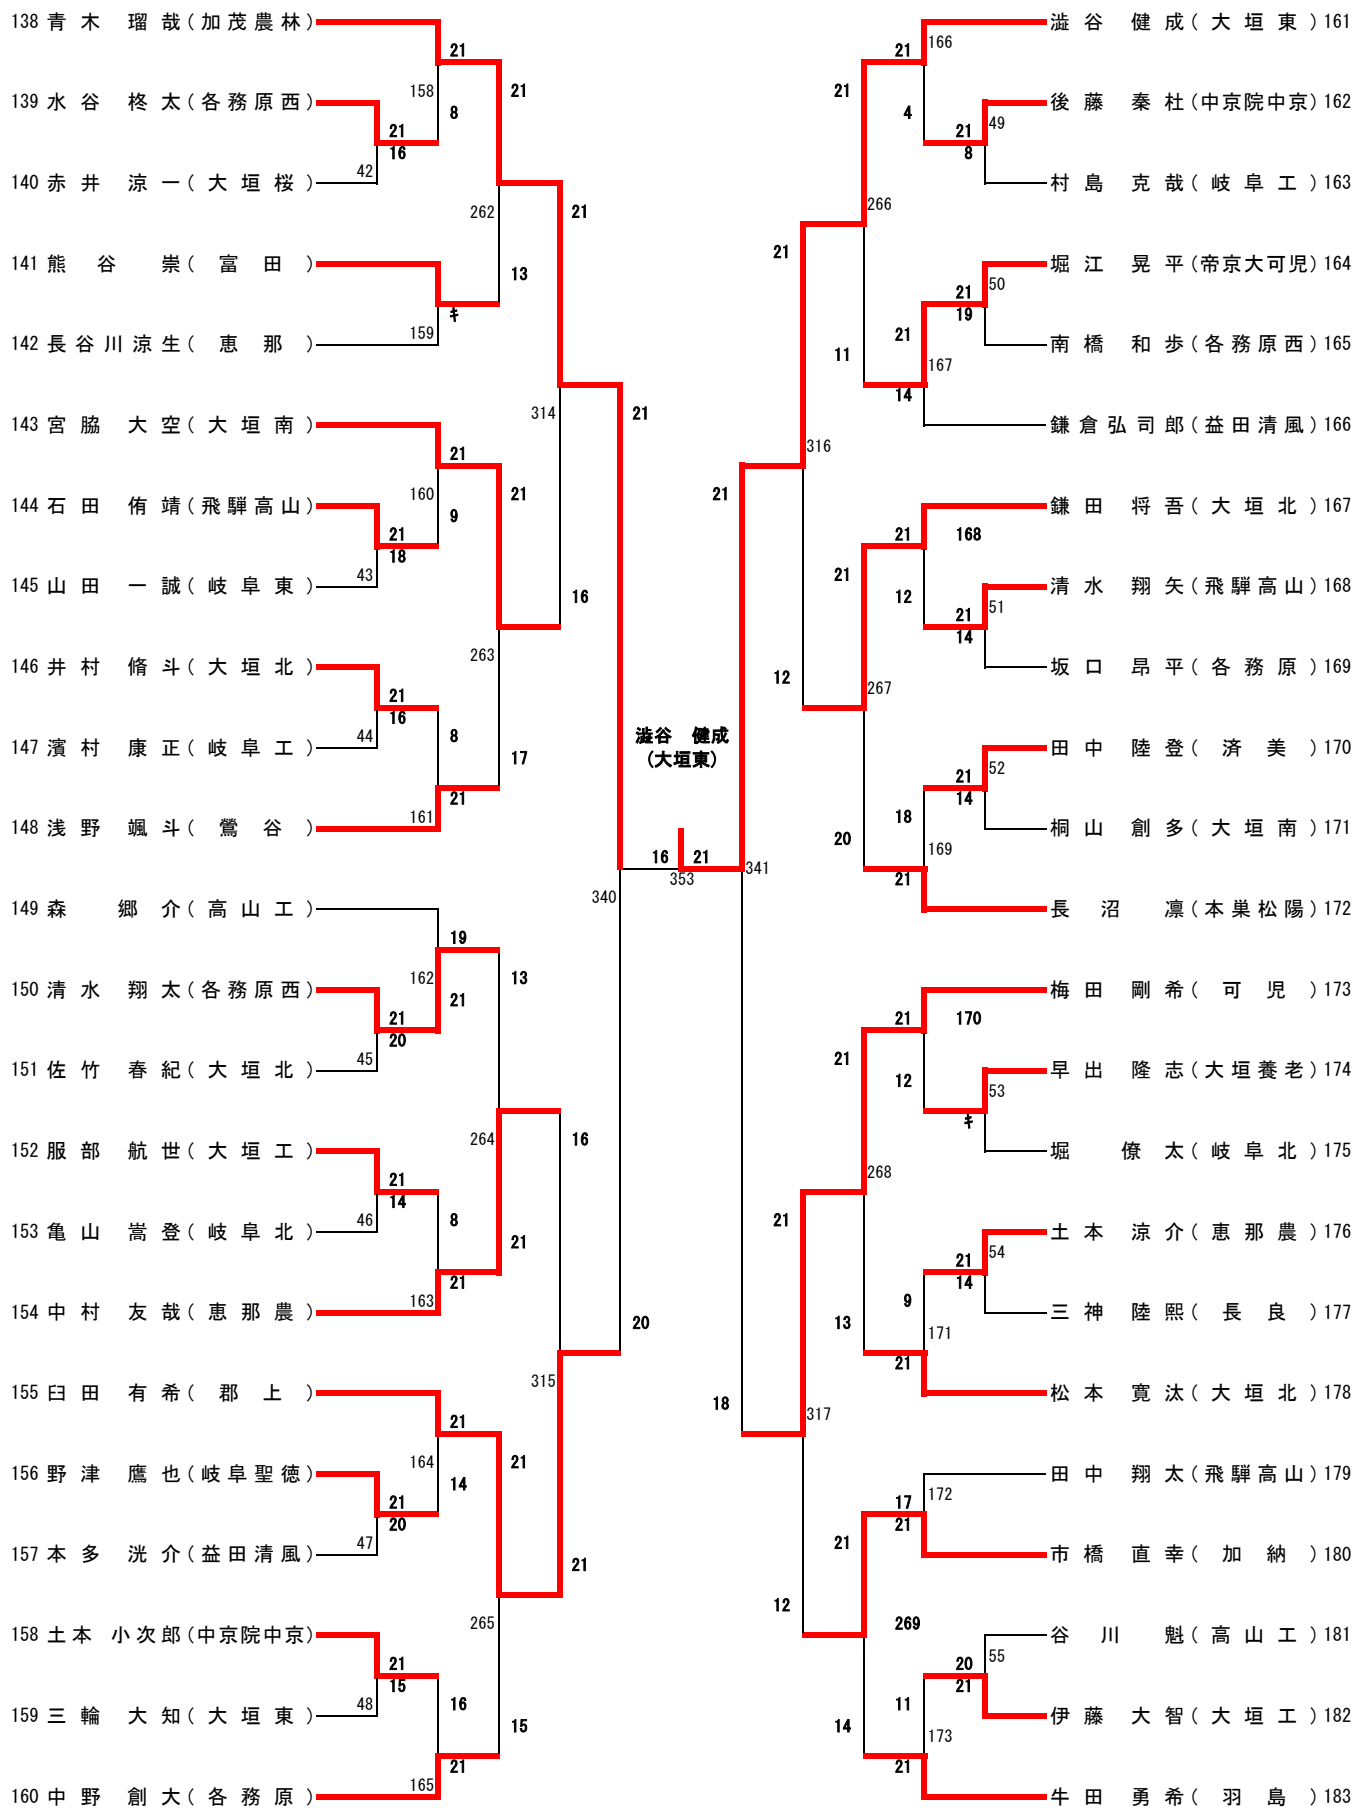 138 青木 瑠哉(加茂農林)
139 水谷 柊太(各務原西)
140 赤井 涼一(大垣桜)
141 熊谷 崇(富田)
142 長谷川涼生(恵那)
143 宮脇 大空(大垣南)
144 石田 侑靖(飛騨高山)
145 山田 一誠(岐阜東)
146 井村 脩斗(大垣北)
147 濱村 康正(岐阜工)
148 浅野 颯斗(鶯谷)
149 森 郷介(高山工)
150 清水 翔太(各務原西)
151 佐竹 春紀(大垣北)
152 服部 航世(大垣工)
153 亀山 嵩登(岐阜北)
154 中村 友哉(恵那農)
155 臼田 有希(郡上)
156 野津 鷹也(岐阜聖徳)
157 本多 洸介(益田清風)
158 土本 小次郎(中京院中京)
159 三輪 大知(大垣東)
160 中野 創大(各務原)
21
158
8
21
16
42
キ
159
21
160
9
21
18
43
21
16
44
8
21
161
19
162
21
21
20
45
21
14
46
8
21
163
21
164
14
21
20
47
21
15
48
16
21
165
21
262
13
21
263
17
13
264
21
21
265
15
21
314
16
16
315
21
21
340
20
澁谷 健成
(大垣東)
16
21
353
21
341
18
21
316
12
21
317
12
21
266
11
21
267
20
21
268
13
21
269
14
21
166
4
21
49
8
21
50
19
21
167
14
21
168
12
21
51
14
21
52
14
18
169
21
21
170
12
53
キ
21
54
14
9
171
21
17
172
21
20
55
21
11
173
21
澁谷 健成(大垣東)161
後藤 秦杜(中京院中京)162
村島 克哉(岐阜工)163
堀江 晃平(帝京大可児)164
南橋 和歩(各務原西)165
鎌倉弘司郎(益田清風)166
鎌田 将吾(大垣北)167
清水 翔矢(飛騨高山)168
坂口 昂平(各務原)169
田中 陸登(済美)170
桐山 創多(大垣南)171
長沼 凛(本巣松陽)172
梅田 剛希(可児)173
早出 隆志(大垣養老)174
堀 僚太(岐阜北)175
土本 涼介(恵那農)176
三神 陸熙(長良)177
松本 寛汰(大垣北)178
田中 翔太(飛騨高山)179
市橋 直幸(加納)180
谷川 魁(高山工)181
伊藤 大智(大垣工)182
牛田 勇希(羽島)183